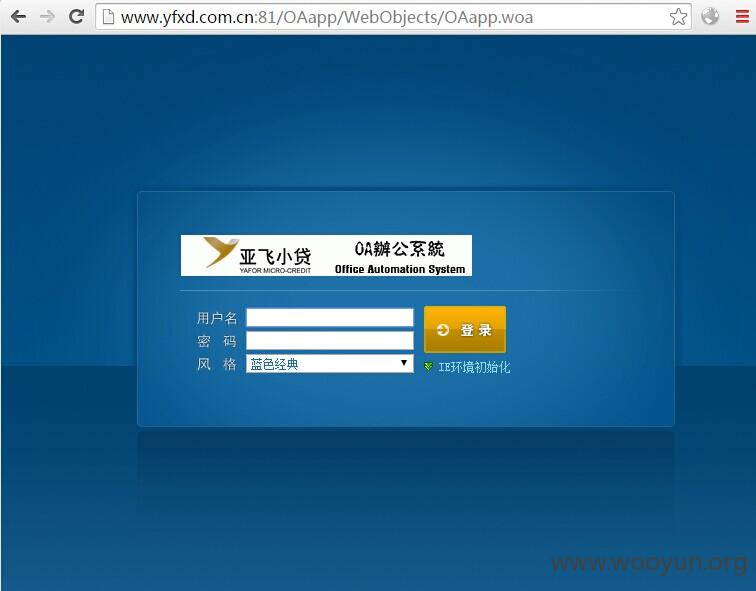 www.yfxd.com.cn:81/OAapp/WebObjects/OAapp.woa
亚飞小贷
YAFOR MICRO-CREDIT
OA辦公系統
Office Automation System
用户名
密 码
登 录
风 格
蓝色经典
IE环境初始化
www.wooyun.org